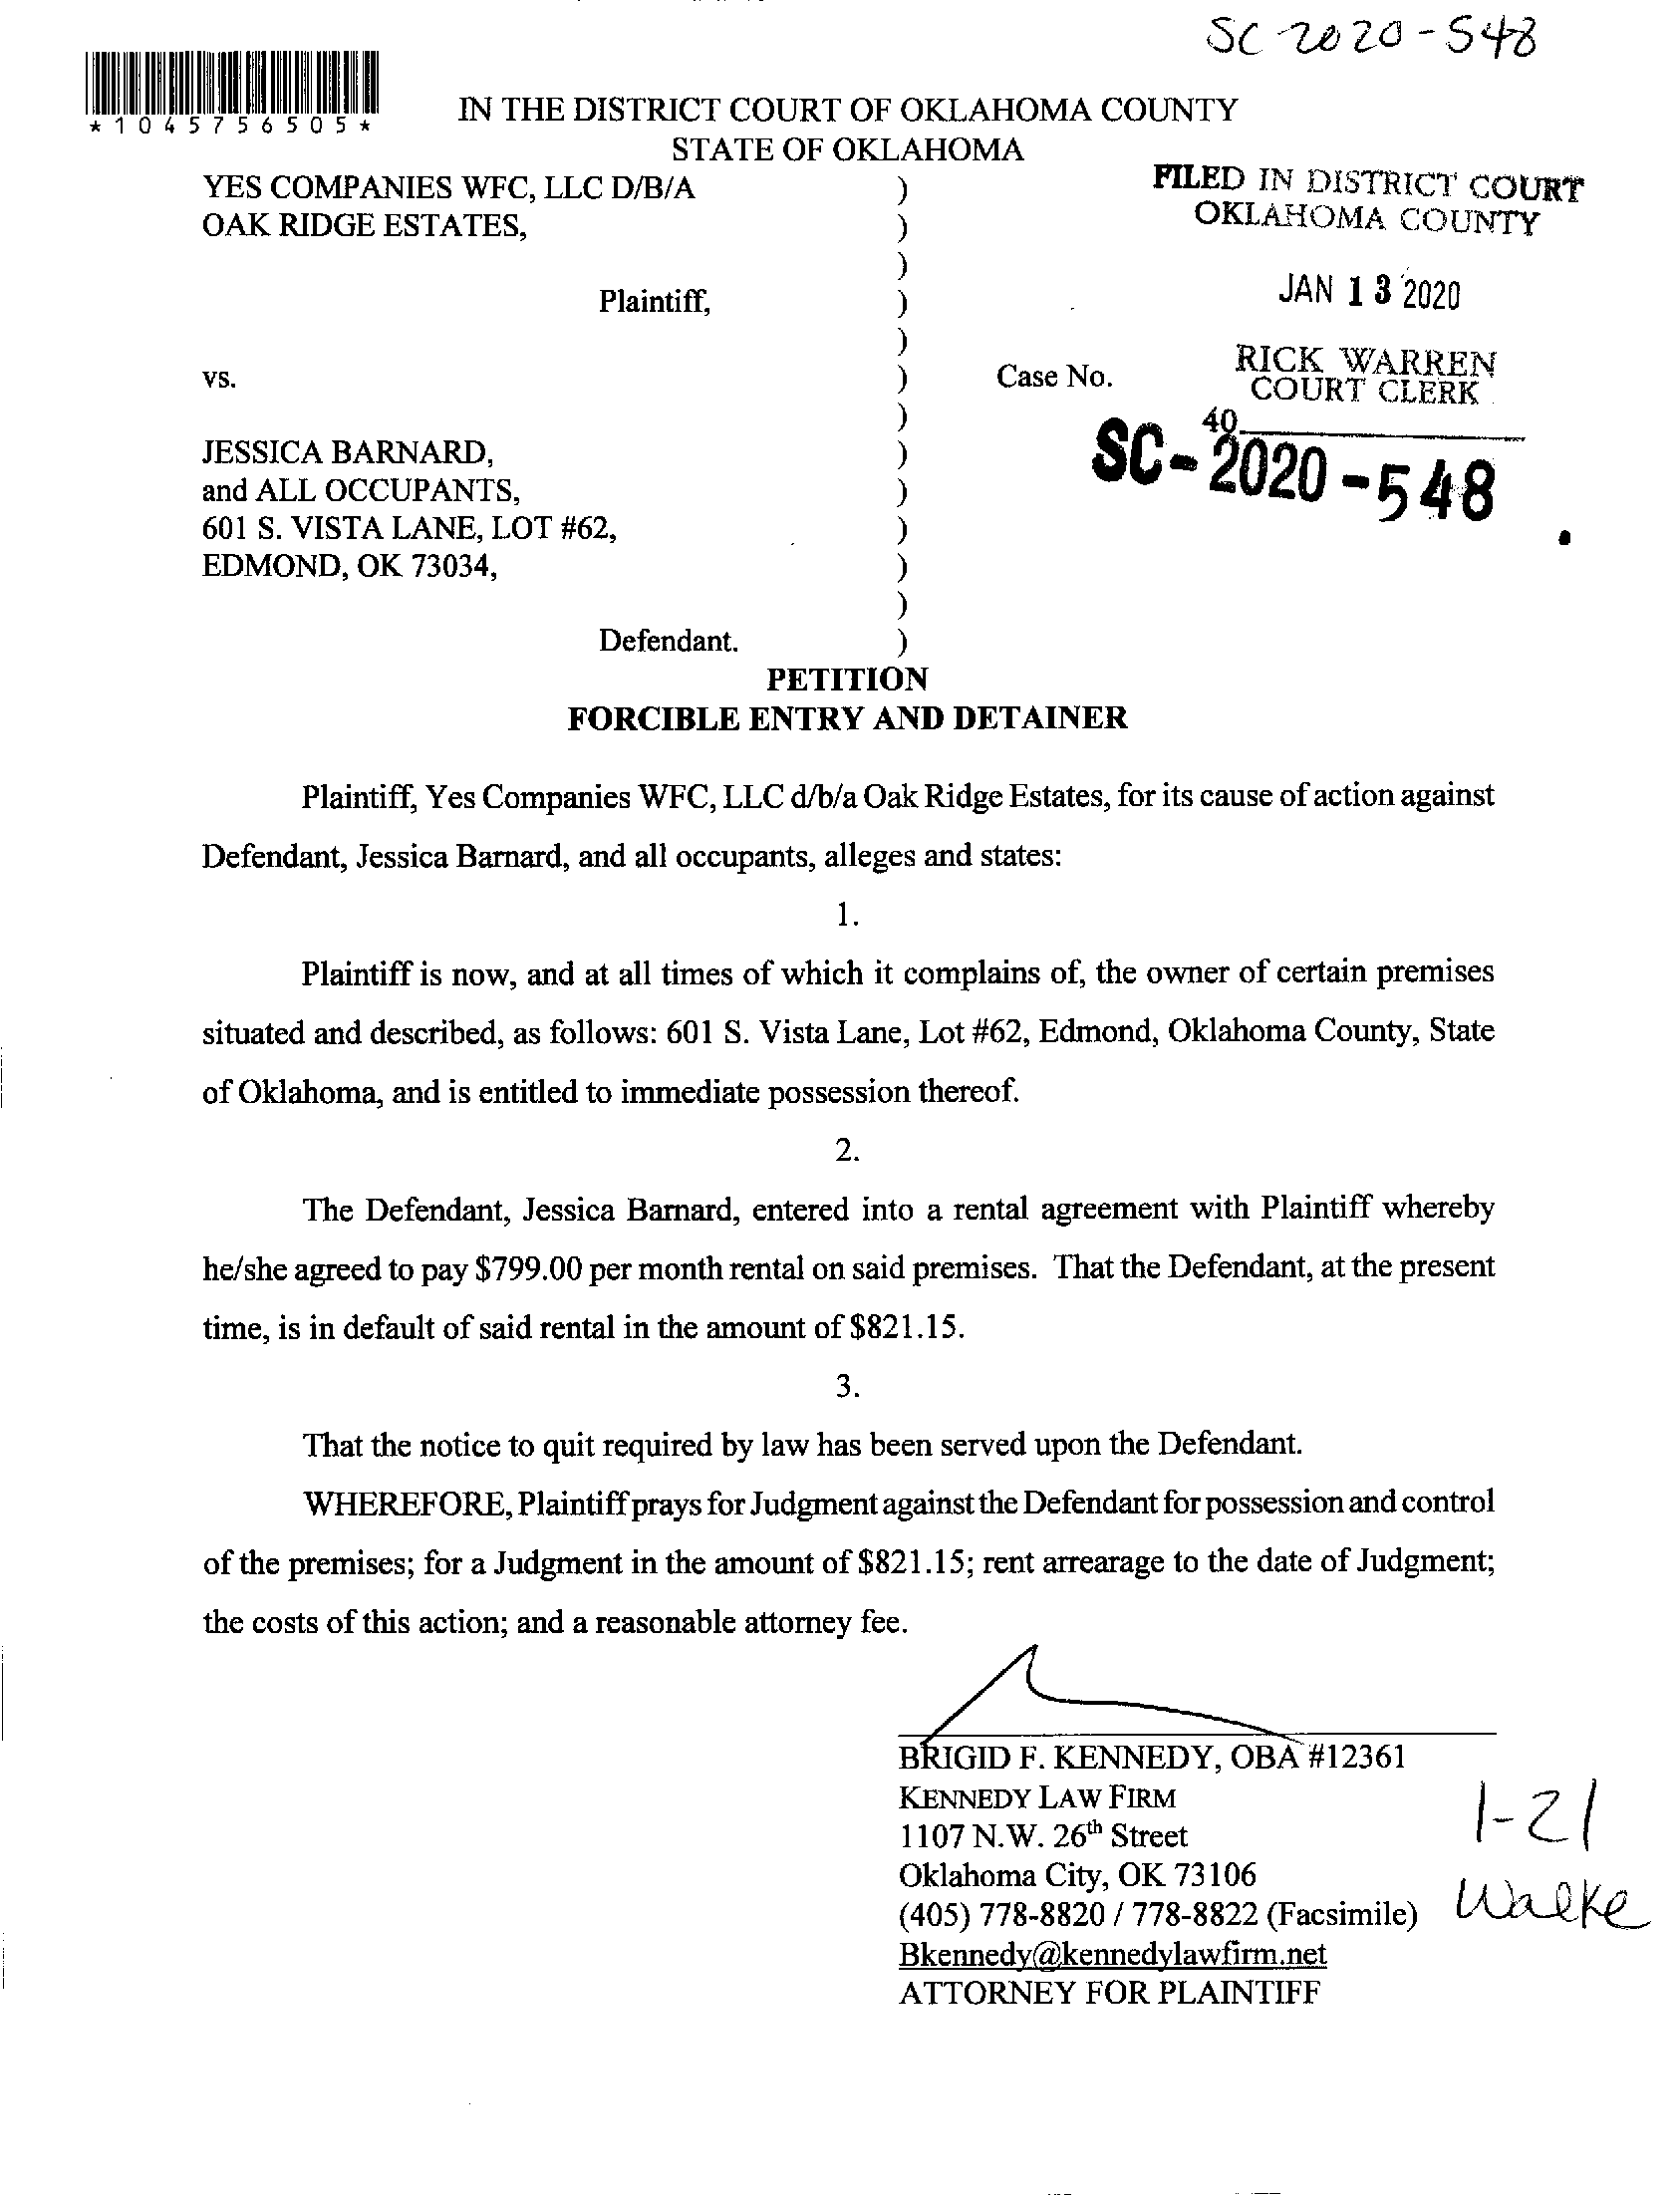 SC 2020-548
*1045756505*
IN THE DISTRICT COURT OF OKLAHOMA COUNTY
STATE OF OKLAHOMA
YES COMPANIES WFC, LLC D/B/A )
OAK RIDGE ESTATES, )
)
Plaintiff, )
)
vs. ) Case No.
)
JESSICA BARNARD, )
and ALL OCCUPANTS, )
601 S. VISTA LANE, LOT #62, )
EDMOND, OK 73034, )
)
Defendant. )
FILED IN DISTRICT COURT
OKLAHOMA COUNTY
JAN 13 2020
RICK WARREN
COURT CLERK
40
SC-2020-548
PETITION
FORCIBLE ENTRY AND DETAINER
Plaintiff, Yes Companies WFC, LLC d/b/a Oak Ridge Estates, for its cause of action against
Defendant, Jessica Barnard, and all occupants, alleges and states:
1.
Plaintiff is now, and at all times of which it complains of, the owner of certain premises
situated and described, as follows: 601 S. Vista Lane, Lot #62, Edmond, Oklahoma County, State
of Oklahoma, and is entitled to immediate possession thereof.
2.
The Defendant, Jessica Barnard, entered into a rental agreement with Plaintiff whereby
he/she agreed to pay $799.00 per month rental on said premises. That the Defendant, at the present
time, is in default of said rental in the amount of $821.15.
3.
That the notice to quit required by law has been served upon the Defendant.
WHEREFORE, Plaintiff prays for Judgment against the Defendant for possession and control
of the premises; for a Judgment in the amount of $821.15; rent arrearage to the date of Judgment;
the costs of this action; and a reasonable attorney fee.
BRIGID F. KENNEDY, OBA #12361
KENNEDY LAW FIRM
1107 N.W. 26th Street
Oklahoma City, OK 73106
(405) 778-8820 / 778-8822 (Facsimile)
Bkennedy@kennedylawfirm.net
ATTORNEY FOR PLAINTIFF
1-21
Walke